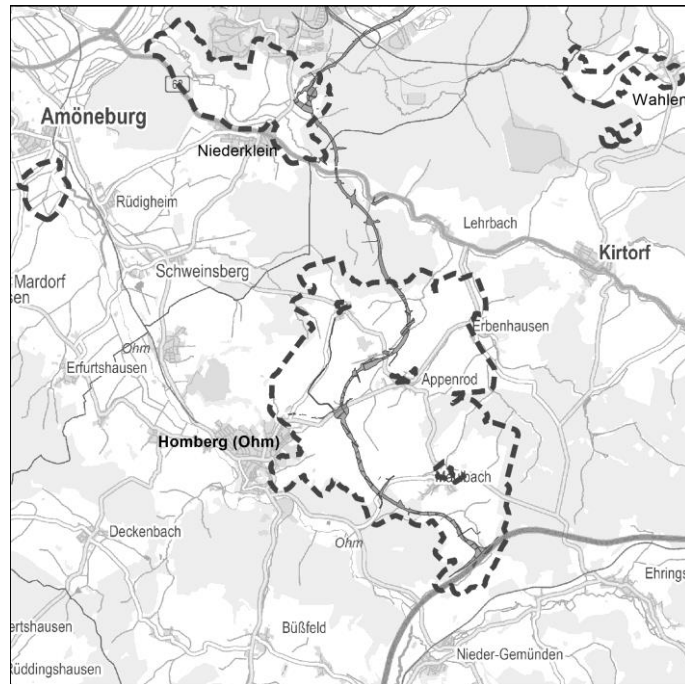 Wahlen
Amöneburg
Niederklein
Rüdigheim
Lehrbach
Kirtorf
Schweinsberg
Mardorf
Erbenhausen
Ohm
Erfurtshausen
Appenrod
Homberg (Ohm)
Deckenbach
Ohm
Ehrings
Büßfeld
ertshausen
Nieder-Gemünden
Rüddingshausen